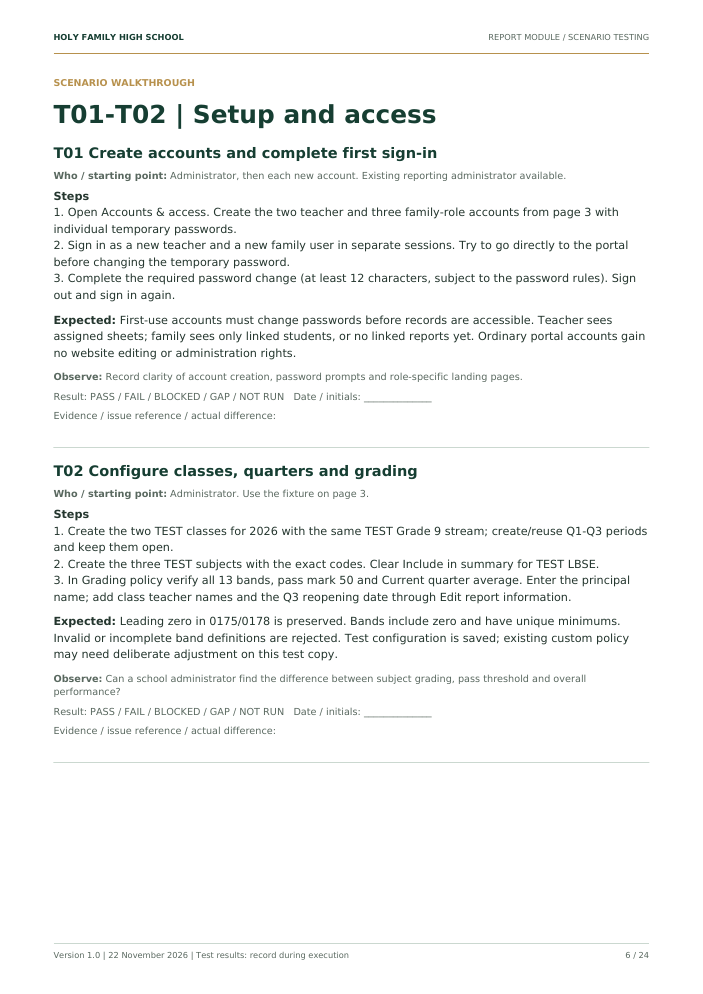 HOLY FAMILY HIGH SCHOOL
REPORT MODULE / SCENARIO TESTING
SCENARIO WALKTHROUGH
T01-T02 | Setup and access
T01 Create accounts and complete first sign-in
Who / starting point: Administrator, then each new account. Existing reporting administrator available.
Steps
1. Open Accounts & access. Create the two teacher and three family-role accounts from page 3 with
individual temporary passwords.
2. Sign in as a new teacher and a new family user in separate sessions. Try to go directly to the portal
before changing the temporary password.
3. Complete the required password change (at least 12 characters, subject to the password rules). Sign
out and sign in again.
Expected: First-use accounts must change passwords before records are accessible. Teacher sees
assigned sheets; family sees only linked students, or no linked reports yet. Ordinary portal accounts gain
no website editing or administration rights.
Observe: Record clarity of account creation, password prompts and role-specific landing pages.
Result: PASS / FAIL / BLOCKED / GAP / NOT RUN Date / initials: ______________
Evidence / issue reference / actual difference:
T02 Configure classes, quarters and grading
Who / starting point: Administrator. Use the fixture on page 3.
Steps
1. Create the two TEST classes for 2026 with the same TEST Grade 9 stream; create/reuse Q1-Q3 periods
and keep them open.
2. Create the three TEST subjects with the exact codes. Clear Include in summary for TEST LBSE.
3. In Grading policy verify all 13 bands, pass mark 50 and Current quarter average. Enter the principal
name; add class teacher names and the Q3 reopening date through Edit report information.
Expected: Leading zero in 0175/0178 is preserved. Bands include zero and have unique minimums.
Invalid or incomplete band definitions are rejected. Test configuration is saved; existing custom policy
may need deliberate adjustment on this test copy.
Observe: Can a school administrator find the difference between subject grading, pass threshold and overall
performance?
Result: PASS / FAIL / BLOCKED / GAP / NOT RUN Date / initials: ______________
Evidence / issue reference / actual difference:
Version 1.0 | 22 November 2026 | Test results: record during execution
6 / 24